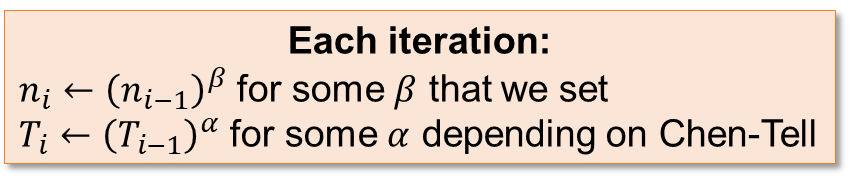 Each iteration:
nᵢ ← (nᵢ₋₁)^β for some β that we set
Tᵢ ← (Tᵢ₋₁)^α for some α depending on Chen-Tell